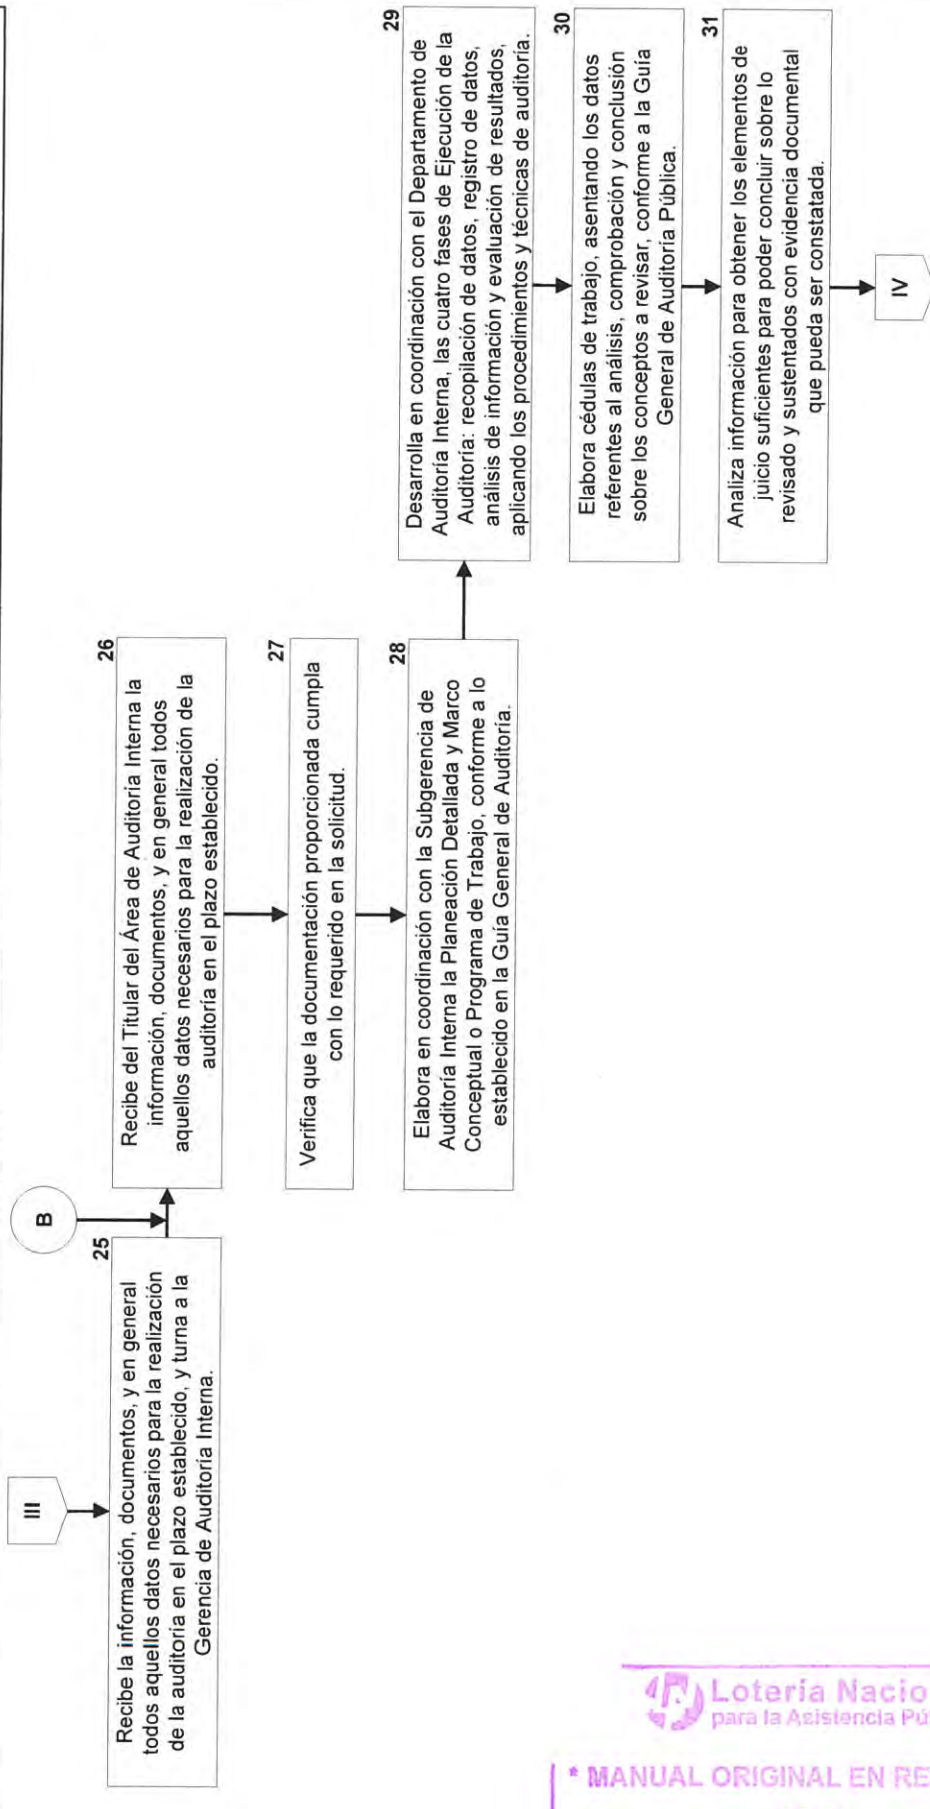 III
B
25
Recibe la información, documentos, y en general
todos aquellos datos necesarios para la realización
de la auditoría en el plazo establecido, y turna a la
Gerencia de Auditoría Interna.
26
Recibe del Titular del Área de Auditoría Interna la
información, documentos, y en general todos
aquellos datos necesarios para la realización de la
auditoría en el plazo establecido.
27
Verifica que la documentación proporcionada cumpla
con lo requerido en la solicitud.
28
Elabora en coordinación con la Subgerencia de
Auditoría Interna la Planeación Detallada y Marco
Conceptual o Programa de Trabajo, conforme a lo
establecido en la Guía General de Auditoría.
29
Desarrolla en coordinación con el Departamento de
Auditoría Interna, las cuatro fases de Ejecución de la
Auditoría: recopilación de datos, registro de datos,
análisis de información y evaluación de resultados,
aplicando los procedimientos y técnicas de auditoría.
30
Elabora cédulas de trabajo, asentando los datos
referentes al análisis, comprobación y conclusión
sobre los conceptos a revisar, conforme a la Guía
General de Auditoría Pública.
31
Analiza información para obtener los elementos de
juicio suficientes para poder concluir sobre lo
revisado y sustentados con evidencia documental
que pueda ser constatada.
IV
Lotería Nacio
para la Asistencia Pú
* MANUAL ORIGINAL EN RE